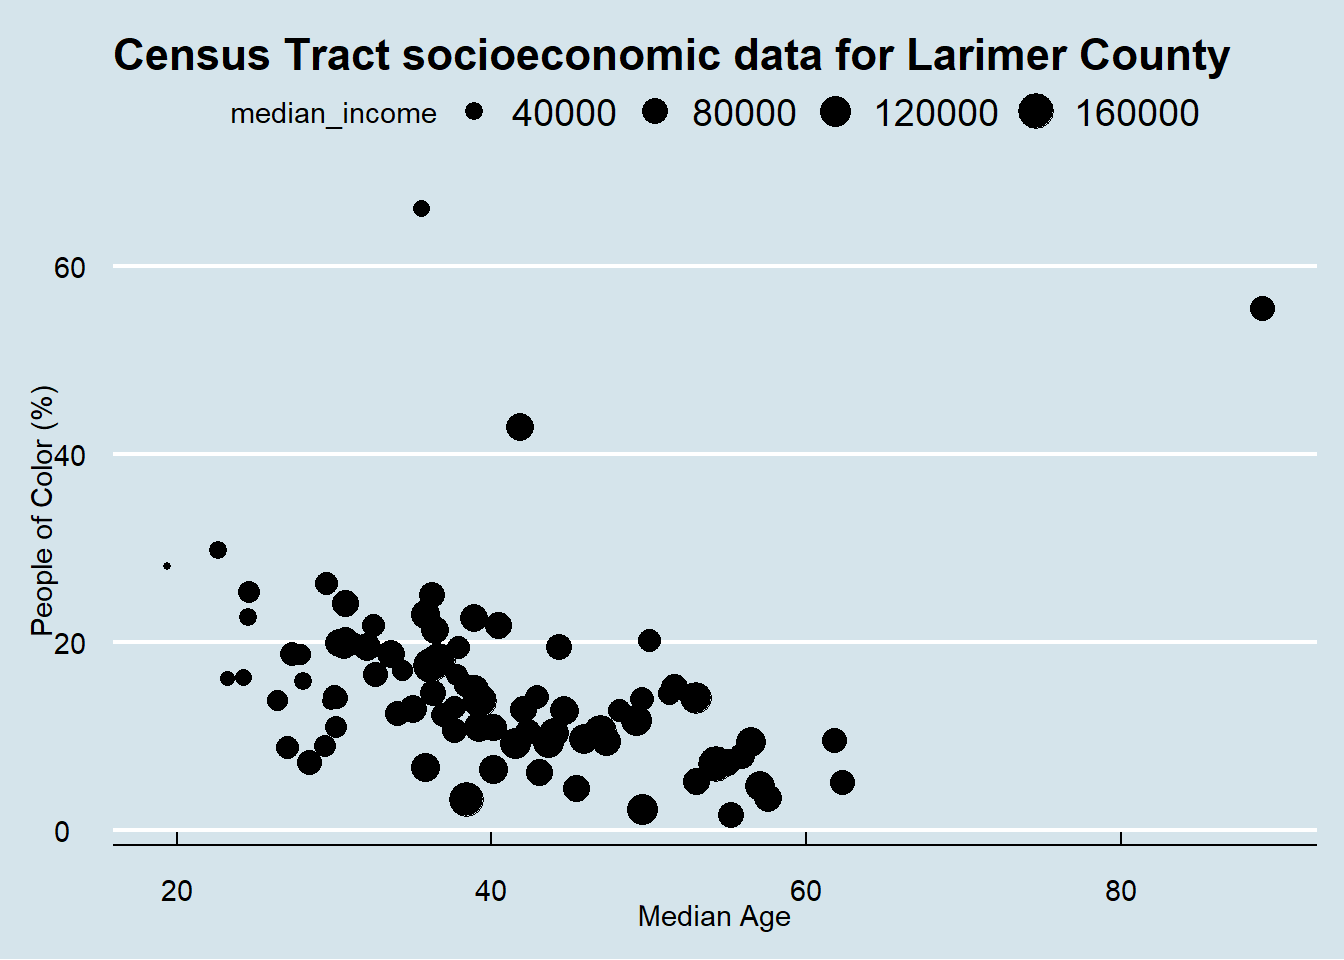 Census Tract socioeconomic data for Larimer County
median_income 40000 80000 120000 160000
People of Color (%)
60
40
20
0
20 40 60 80
Median Age